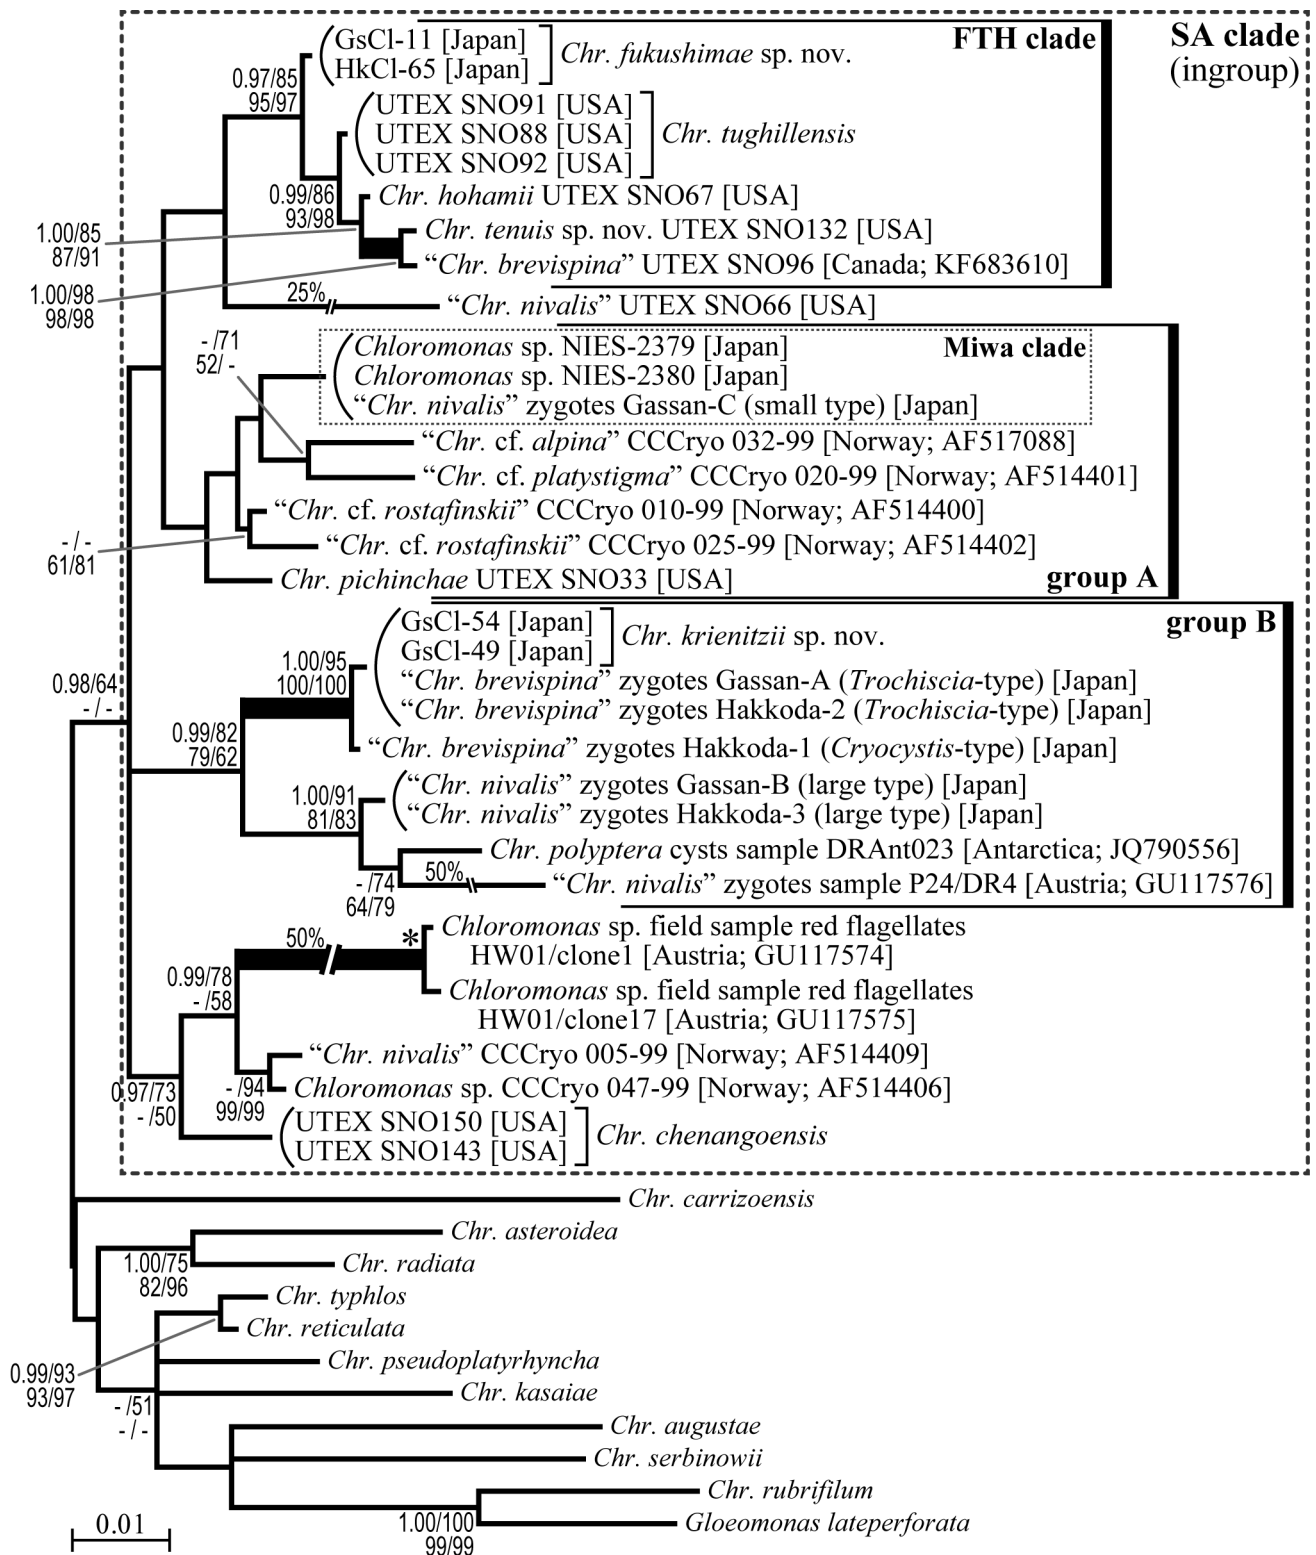 SA clade
(ingroup)
FTH clade
GsCl-11 [Japan]
HkCl-65 [Japan]
Chr. fukushimae sp. nov.
0.97/85
95/97
UTEX SNO91 [USA]
UTEX SNO88 [USA]
UTEX SNO92 [USA]
Chr. tughillensis
0.99/86
93/98
Chr. hohamii UTEX SNO67 [USA]
1.00/85
87/91
Chr. tenuis sp. nov. UTEX SNO132 [USA]
“Chr. brevispina” UTEX SNO96 [Canada; KF683610]
1.00/98
98/98
25%
“Chr. nivalis” UTEX SNO66 [USA]
- /71
52/ -
Miwa clade
Chloromonas sp. NIES-2379 [Japan]
Chloromonas sp. NIES-2380 [Japan]
“Chr. nivalis” zygotes Gassan-C (small type) [Japan]
“Chr. cf. alpina” CCCryo 032-99 [Norway; AF517088]
“Chr. cf. platystigma” CCCryo 020-99 [Norway; AF514401]
“Chr. cf. rostafinskii” CCCryo 010-99 [Norway; AF514400]
“Chr. cf. rostafinskii” CCCryo 025-99 [Norway; AF514402]
- / -
61/81
Chr. pichinchae UTEX SNO33 [USA]
group A
group B
GsCl-54 [Japan]
GsCl-49 [Japan]
Chr. krienitzii sp. nov.
1.00/95
100/100
“Chr. brevispina” zygotes Gassan-A (Trochiscia-type) [Japan]
“Chr. brevispina” zygotes Hakkoda-2 (Trochiscia-type) [Japan]
“Chr. brevispina” zygotes Hakkoda-1 (Cryocystis-type) [Japan]
0.98/64
- / -
0.99/82
79/62
“Chr. nivalis” zygotes Gassan-B (large type) [Japan]
“Chr. nivalis” zygotes Hakkoda-3 (large type) [Japan]
1.00/91
81/83
Chr. polyptera cysts sample DRAnt023 [Antarctica; JQ790556]
- /74
64/79
50%
“Chr. nivalis” zygotes sample P24/DR4 [Austria; GU117576]
50%
*
Chloromonas sp. field sample red flagellates
HW01/clone1 [Austria; GU117574]
Chloromonas sp. field sample red flagellates
HW01/clone17 [Austria; GU117575]
0.99/78
- /58
“Chr. nivalis” CCCryo 005-99 [Norway; AF514409]
Chloromonas sp. CCCryo 047-99 [Norway; AF514406]
- /94
99/99
0.97/73
- /50
UTEX SNO150 [USA]
UTEX SNO143 [USA]
Chr. chenangoensis
Chr. carrizoensis
Chr. asteroidea
1.00/75
82/96
Chr. radiata
Chr. typhlos
Chr. reticulata
0.99/93
93/97
Chr. pseudoplatyrhyncha
Chr. kasaiae
- /51
- / -
Chr. augustae
Chr. serbinowii
Chr. rubrifilum
1.00/100
99/99
Gloeomonas lateperforata
0.01